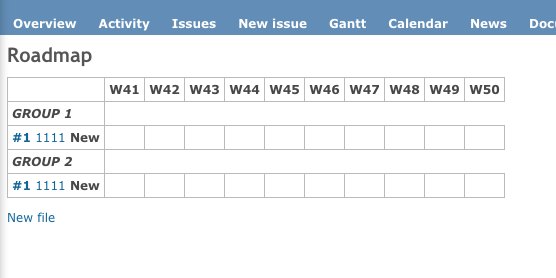 Overview Activity Issues New issue Gantt Calendar News Docu
Roadmap
W41 W42 W43 W44 W45 W46 W47 W48 W49 W50
GROUP 1
#1 1111 New
GROUP 2
#1 1111 New
New file